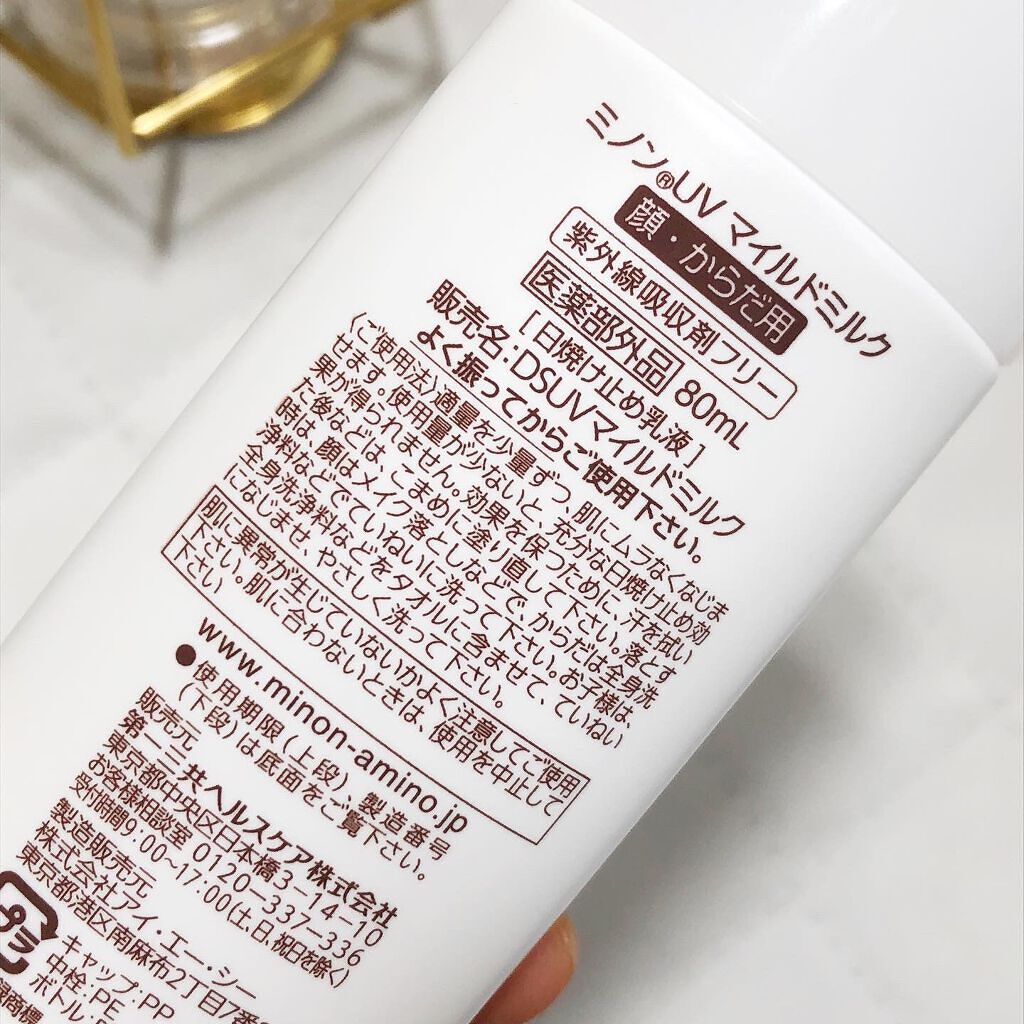 ミノン®UV マイルドミルク
顔・からだ用
紫外線吸収剤フリー
医薬部外品 80mL
[日焼け止め乳液]
販売名:DSUVマイルドミルク
よく振ってからご使用下さい。
〈ご使用法〉適量を少量ずつ、肌にムラなくなじま
せます。使用量が少ないと、充分な日焼け止め効
果が得られません。効果を保つために、汗を拭い
た後などは、こまめに塗り直して下さい。落とす
時は、顔はメイク落としなどで、からだは全身洗
浄料などでていねいに洗って下さい。お子様は、
全身洗浄料などをタオルに含ませて、ていねい
になじませ、やさしく洗って下さい。
肌に異常が生じていないかよく注意してご使用
下さい。肌に合わないときは、使用を中止して
下さい
www.minon-amino.jp
●使用期限(上段)、製造番号
(下段)は底面をご覧下さい。
販売元
第一三共ヘルスケア株式会社
東京都中央区日本橋3-14-10
お客様相談室 0120-337-336
受付時間9:00~17:00(土、日、祝日を除く)
製造販売元
株式会社アイ・エー・シー
東京都港区南麻布2丁目7番
プラ
キャップ:PP
中栓:PE
ボトル:
商標